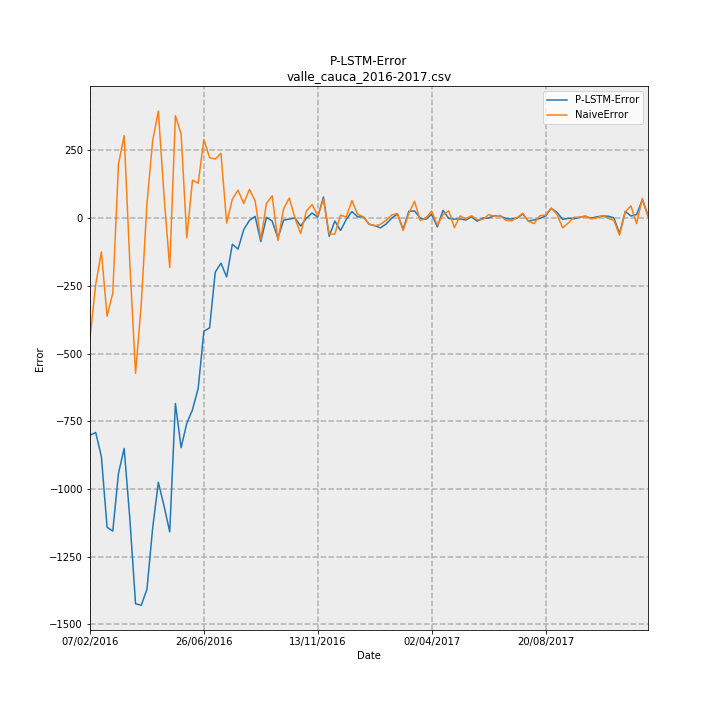 P-LSTM-Error
valle_cauca_2016-2017.csv
P-LSTM-Error
NaiveError
250
0
−250
−500
−750
−1000
−1250
−1500
Error
07/02/2016 26/06/2016 13/11/2016 02/04/2017 20/08/2017
Date